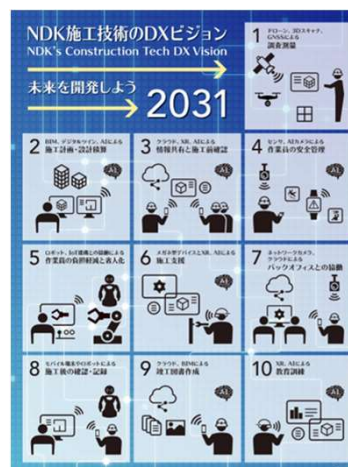 NDK施工技術のDXビジョン
NDK's Construction Tech DX Vision
未来を開発しよう
2031
1
ドローン、3Dスキャナ、
GNSSによる
調査測量
2
BIM、デジタルツイン、AIによる
施工計画・設計積算
3
クラウド、XR、AIによる
情報共有と施工前確認
4
センサ、AIカメラによる
作業員の安全管理
5
ロボット、IoT建機との協働による
作業員の負担軽減と省人化
6
メガネ型デバイスとXR、AIによる
施工支援
7
ネットワークカメラ、
クラウドによる
バックオフィスとの協働
8
モバイル端末やロボットによる
施工後の確認・記録
9
クラウド、BIMによる
竣工図書作成
10
XR、AIによる
教育訓練
AI
AI
AI
AI
AI
AI